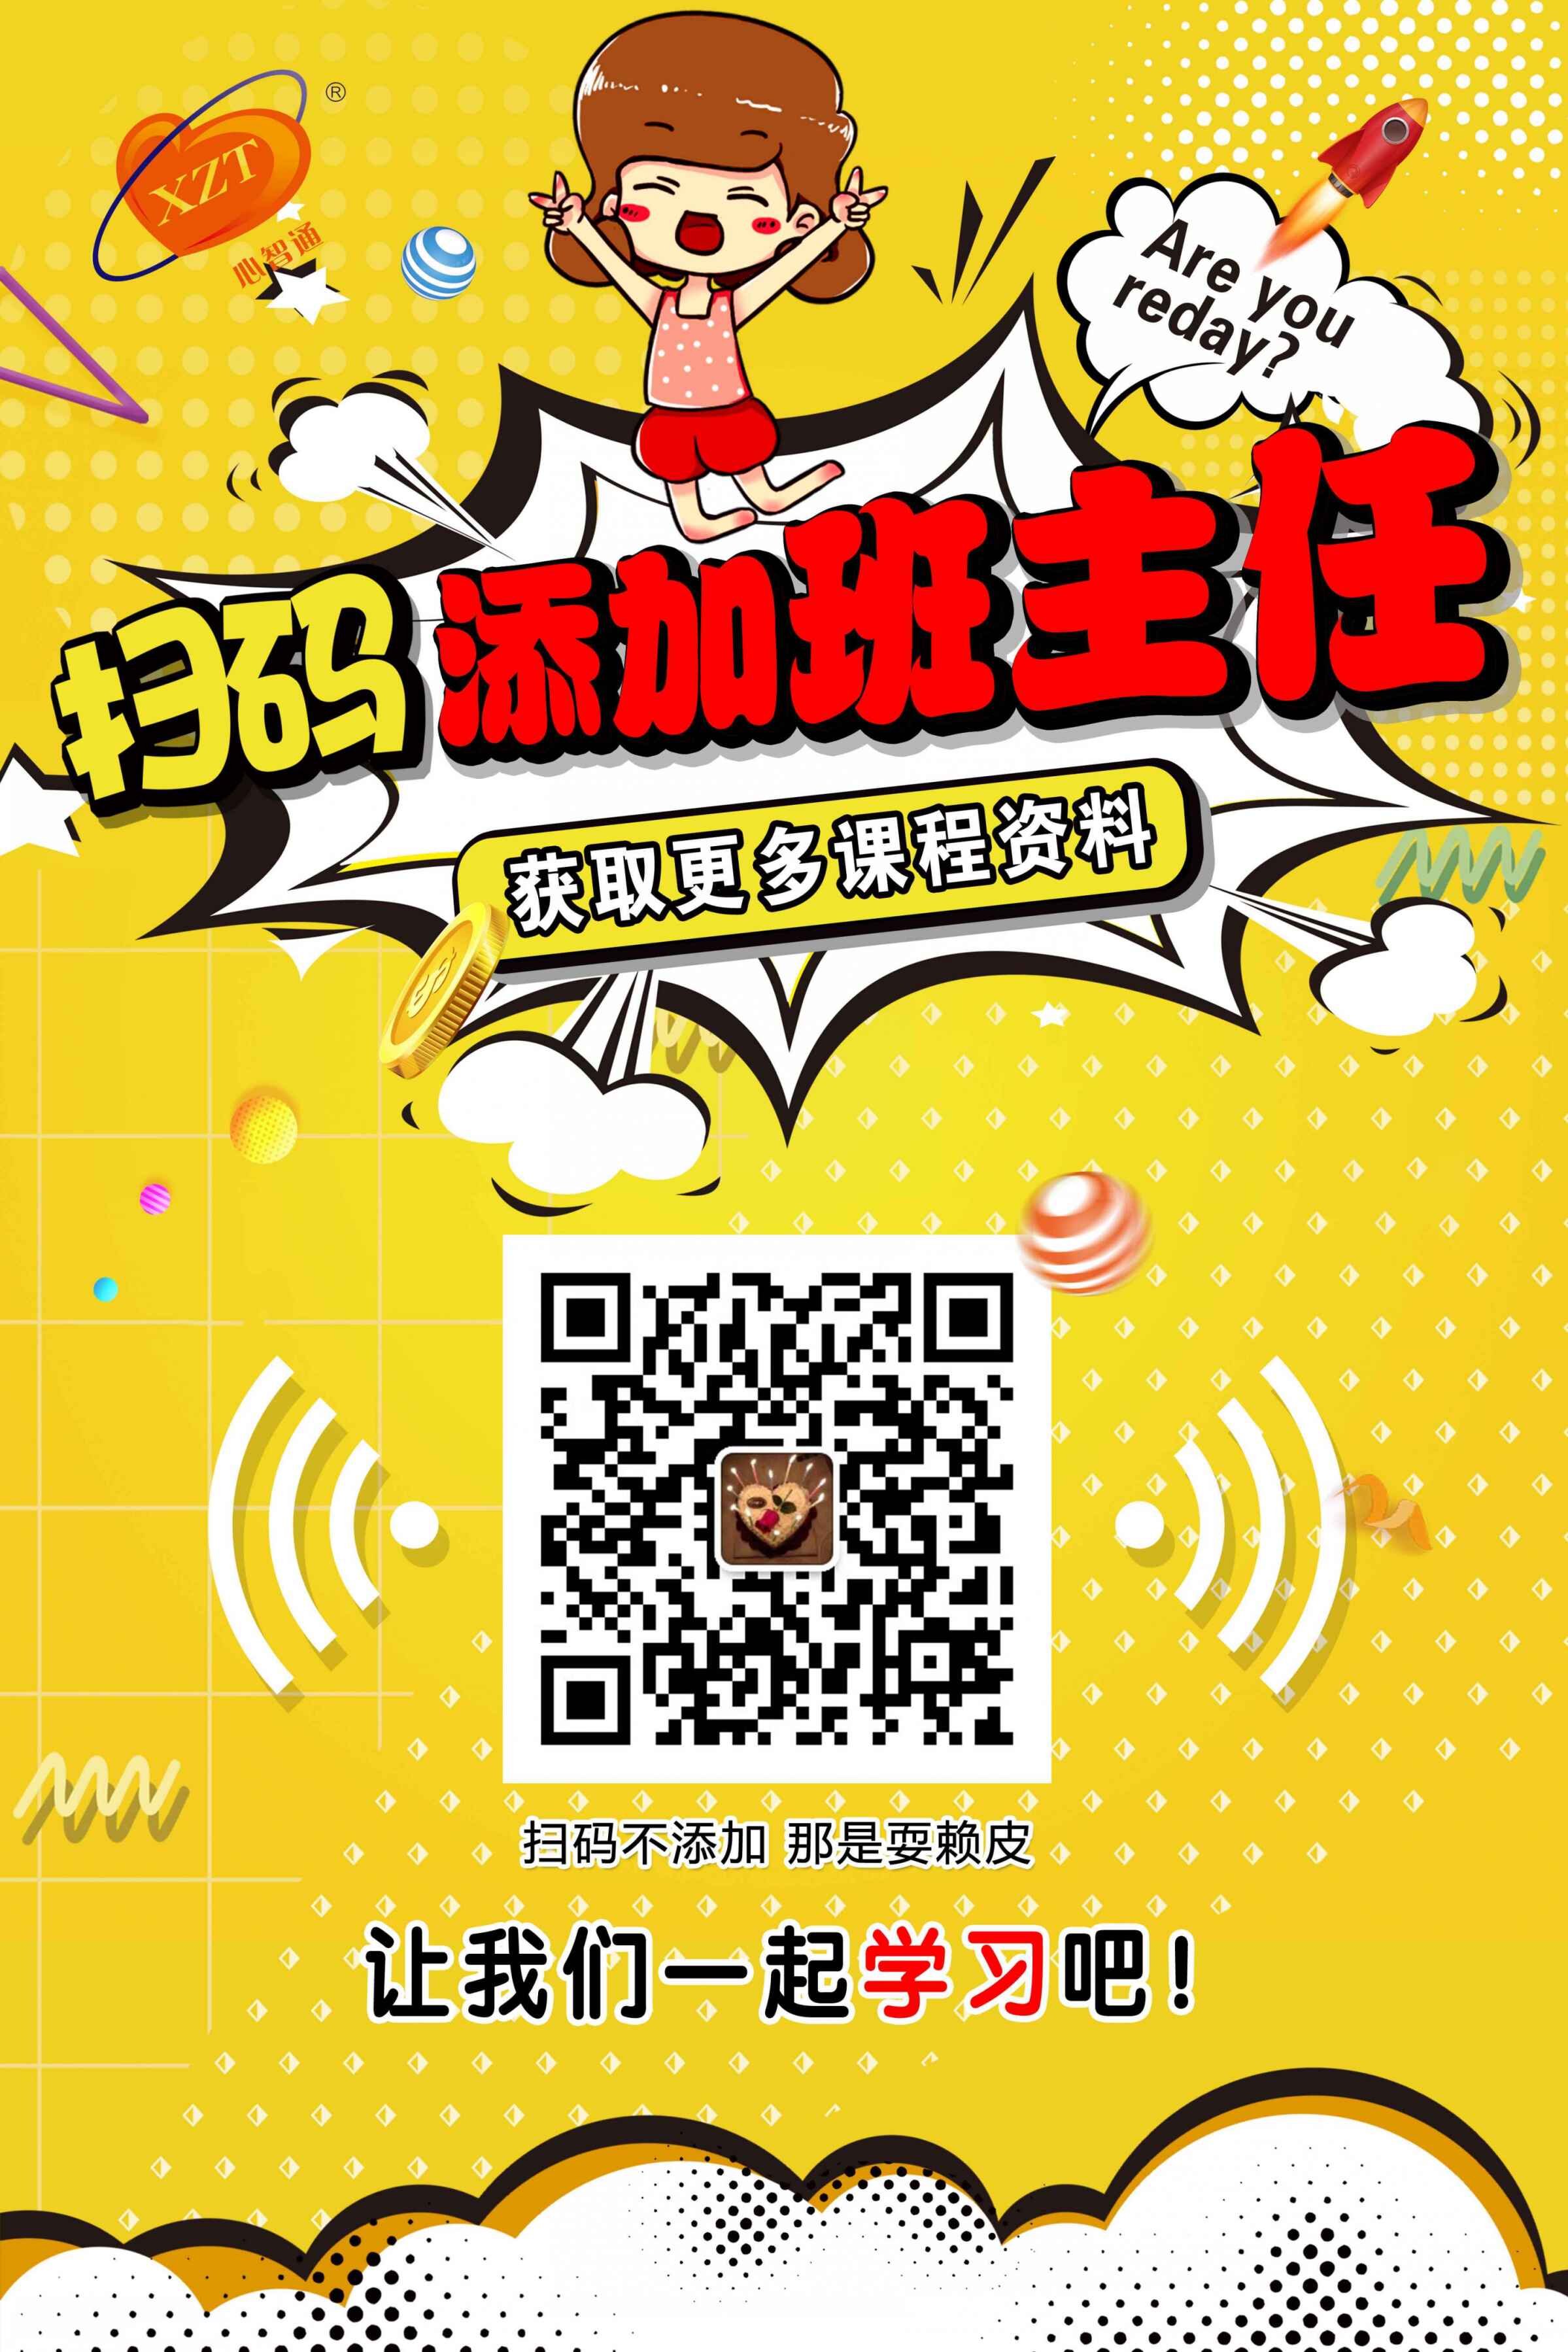 XZT
®
心智通
Are you
reday?
扫码添加班主任
获取更多课程资料
扫码不添加 那是耍赖皮
让我们一起学习吧！